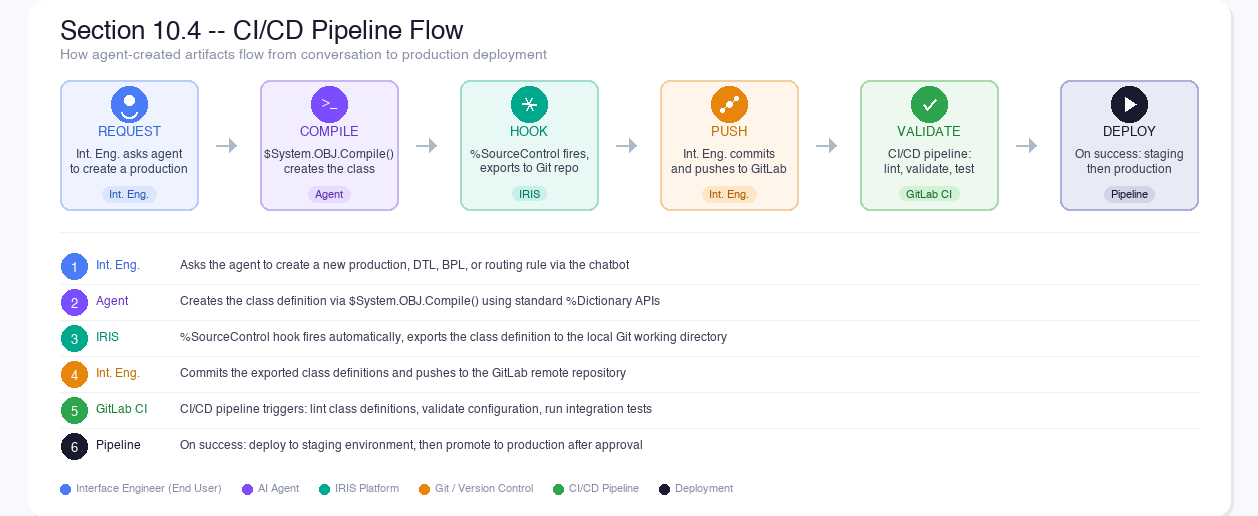 Section 10.4 -- CI/CD Pipeline Flow
How agent-created artifacts flow from conversation to production deployment
REQUEST
Int. Eng. asks agent
to create a production
Int. Eng.
>_
COMPILE
$System.OBJ.Compile()
creates the class
Agent
HOOK
%SourceControl fires,
exports to Git repo
IRIS
PUSH
Int. Eng. commits
and pushes to GitLab
Int. Eng.
VALIDATE
CI/CD pipeline:
lint, validate, test
GitLab CI
DEPLOY
On success: staging
then production
Pipeline
1 Int. Eng. Asks the agent to create a new production, DTL, BPL, or routing rule via the chatbot
2 Agent Creates the class definition via $System.OBJ.Compile() using standard %Dictionary APIs
3 IRIS %SourceControl hook fires automatically, exports the class definition to the local Git working directory
4 Int. Eng. Commits the exported class definitions and pushes to the GitLab remote repository
5 GitLab CI CI/CD pipeline triggers: lint class definitions, validate configuration, run integration tests
6 Pipeline On success: deploy to staging environment, then promote to production after approval
Interface Engineer (End User) AI Agent IRIS Platform Git / Version Control CI/CD Pipeline Deployment